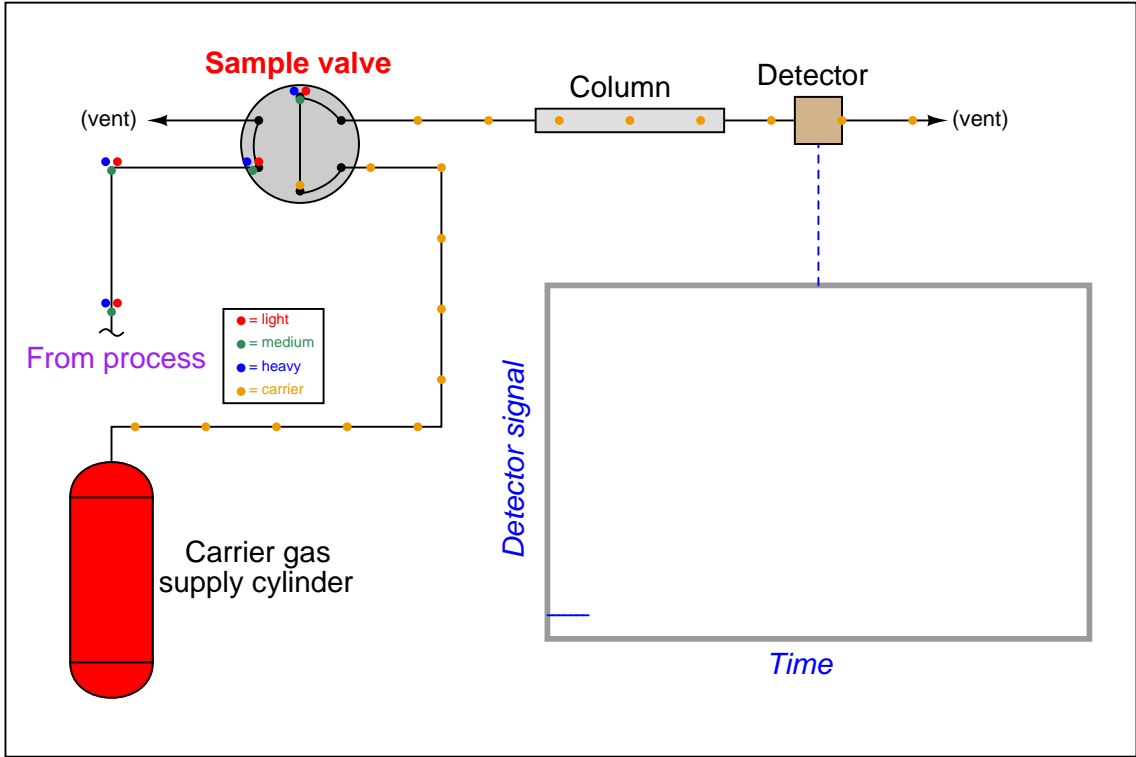 Sample valve
Column
Detector
(vent)
(vent)
From process
= light
= medium
= heavy
= carrier
Detector signal
Carrier gas
supply cylinder
Time